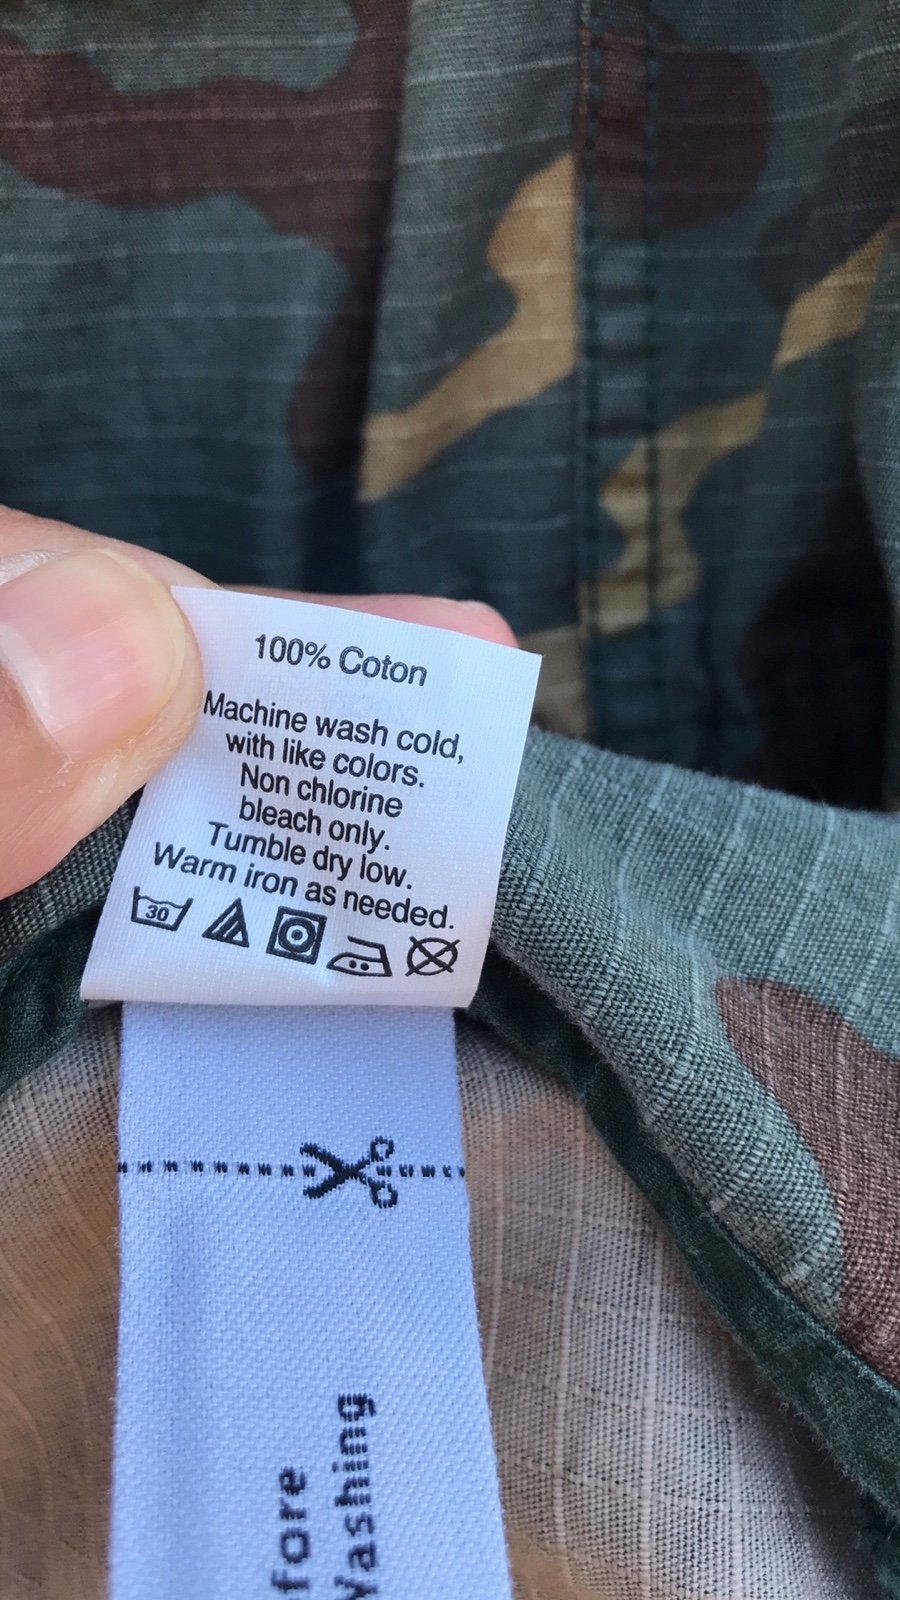 100% Coton
Machine wash cold,
with like colors.
Non chlorine
bleach only.
Tumble dry low.
Warm iron as needed.
30
fore
Washing